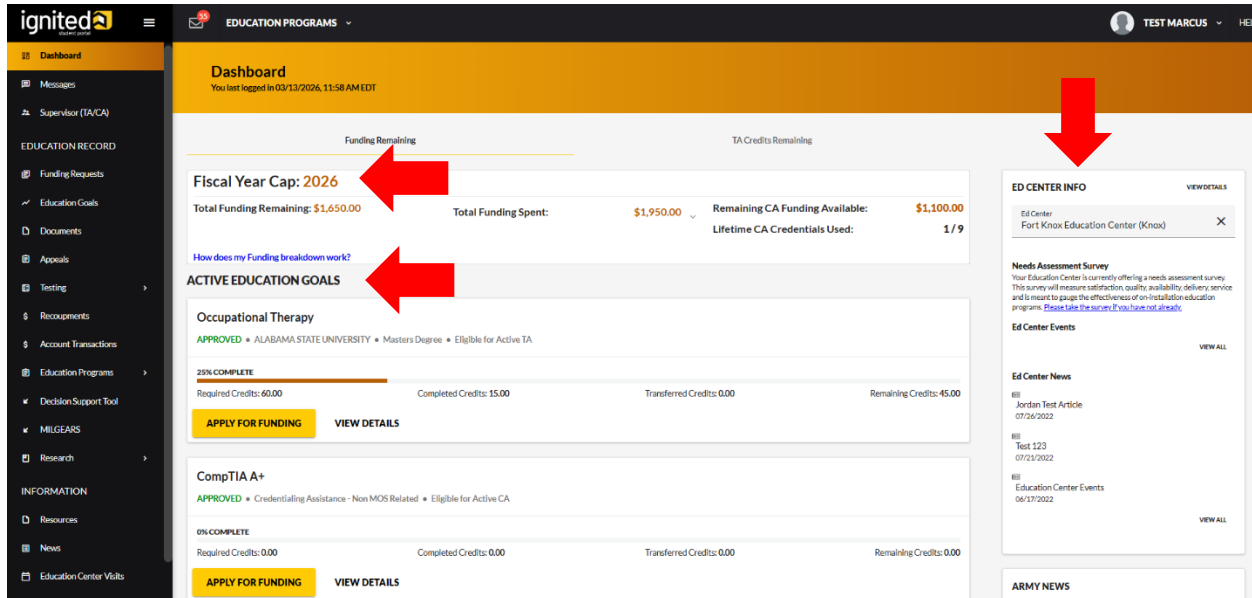 ignited
student portal
55
EDUCATION PROGRAMS
TEST MARCUS
HEL
Dashboard
Messages
Supervisor (TA/CA)
EDUCATION RECORD
Funding Requests
Education Goals
Documents
Appeals
Testing
Recoupments
Account Transactions
Education Programs
Decision Support Tool
MILGEARS
Research
INFORMATION
Resources
News
Education Center Visits
Dashboard
You last logged in 03/13/2026, 11:58 AM EDT
Funding Remaining
TA Credits Remaining
Fiscal Year Cap: 2026
Total Funding Remaining: $1,650.00
Total Funding Spent: $1,950.00
Remaining CA Funding Available: $1,100.00
Lifetime CA Credentials Used: 1 / 9
How does my Funding breakdown work?
ACTIVE EDUCATION GOALS
Occupational Therapy
APPROVED • ALABAMA STATE UNIVERSITY • Masters Degree • Eligible for Active TA
25% COMPLETE
Required Credits: 60.00 Completed Credits: 15.00 Transferred Credits: 0.00 Remaining Credits: 45.00
APPLY FOR FUNDING VIEW DETAILS
CompTIA A+
APPROVED • Credentialing Assistance - Non MOS Related • Eligible for Active CA
0% COMPLETE
Required Credits: 0.00 Completed Credits: 0.00 Transferred Credits: 0.00 Remaining Credits: 0.00
APPLY FOR FUNDING VIEW DETAILS
ED CENTER INFO VIEW DETAILS
Ed Center
Fort Knox Education Center (Knox)
Needs Assessment Survey
Your Education Center is currently offering a needs assessment survey.
This survey will measure satisfaction, quality, availability, delivery, service
and is meant to gauge the effectiveness of on-installation education
programs. Please take the survey if you have not already.
Ed Center Events
VIEW ALL
Ed Center News
Jordan Test Article
07/26/2022
Test 123
07/21/2022
Education Center Events
06/17/2022
VIEW ALL
ARMY NEWS